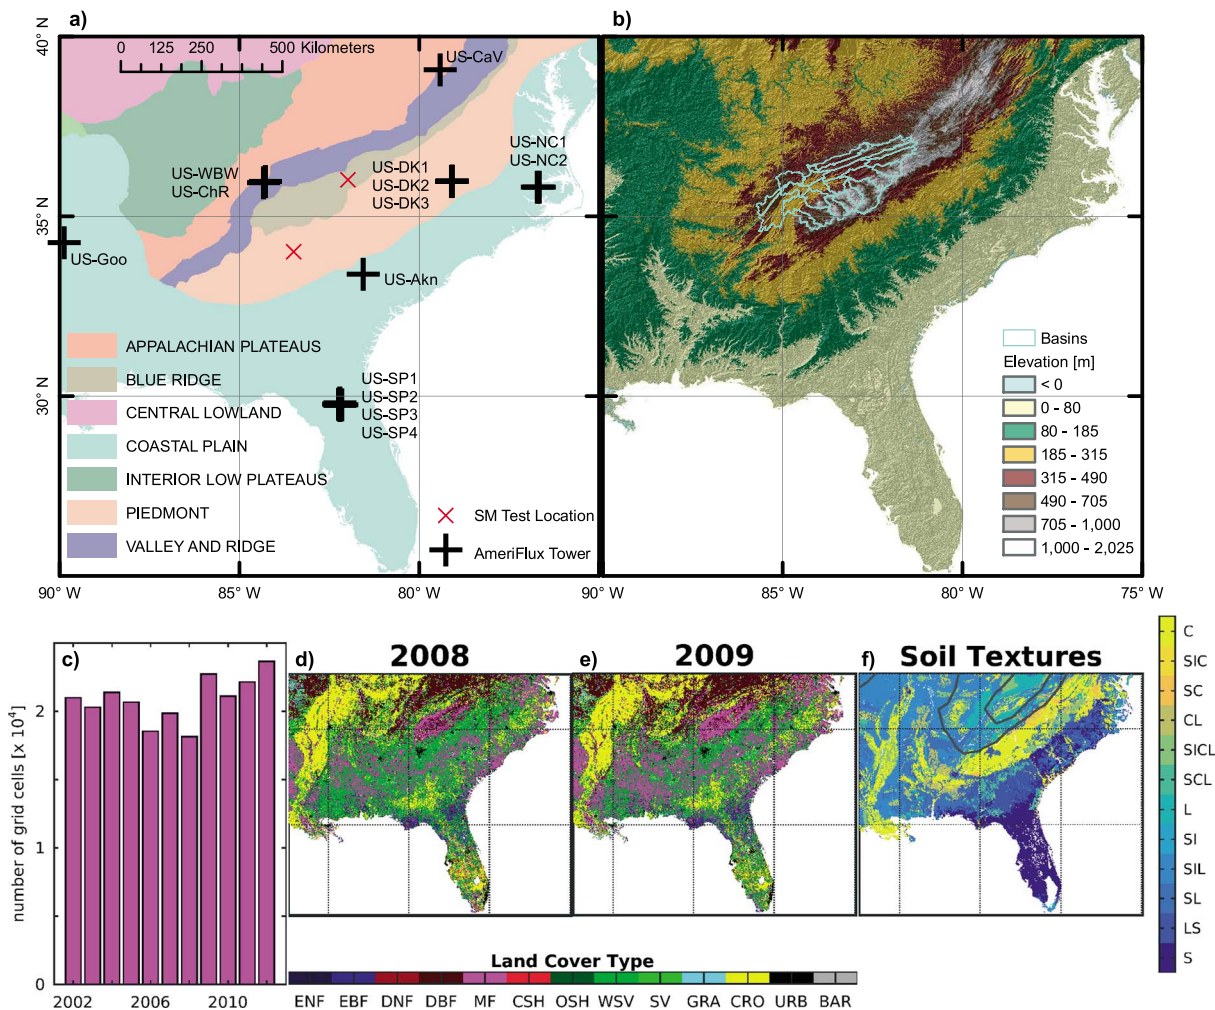 a)
b)
40° N
35° N
30° N
0 125 250 500 Kilometers
US-CaV
US-NC1
US-NC2
US-WBW
US-ChR
US-DK1
US-DK2
US-DK3
US-Goo
US-Akn
US-SP1
US-SP2
US-SP3
US-SP4
APPALACHIAN PLATEAUS
BLUE RIDGE
CENTRAL LOWLAND
COASTAL PLAIN
INTERIOR LOW PLATEAUS
PIEDMONT
VALLEY AND RIDGE
SM Test Location
AmeriFlux Tower
Basins
Elevation [m]
< 0
0 - 80
80 - 185
185 - 315
315 - 490
490 - 705
705 - 1,000
1,000 - 2,025
90° W 85° W 80° W 90° W 85° W 80° W 75° W
c)
number of grid cells [x 10⁴]
2
1
0
2002 2006 2010
d) 2008
e) 2009
f) Soil Textures
C
SIC
SC
CL
SICL
SCL
L
SI
SIL
SL
LS
S
Land Cover Type
ENF EBF DNF DBF MF CSH OSH WSV SV GRA CRO URB BAR